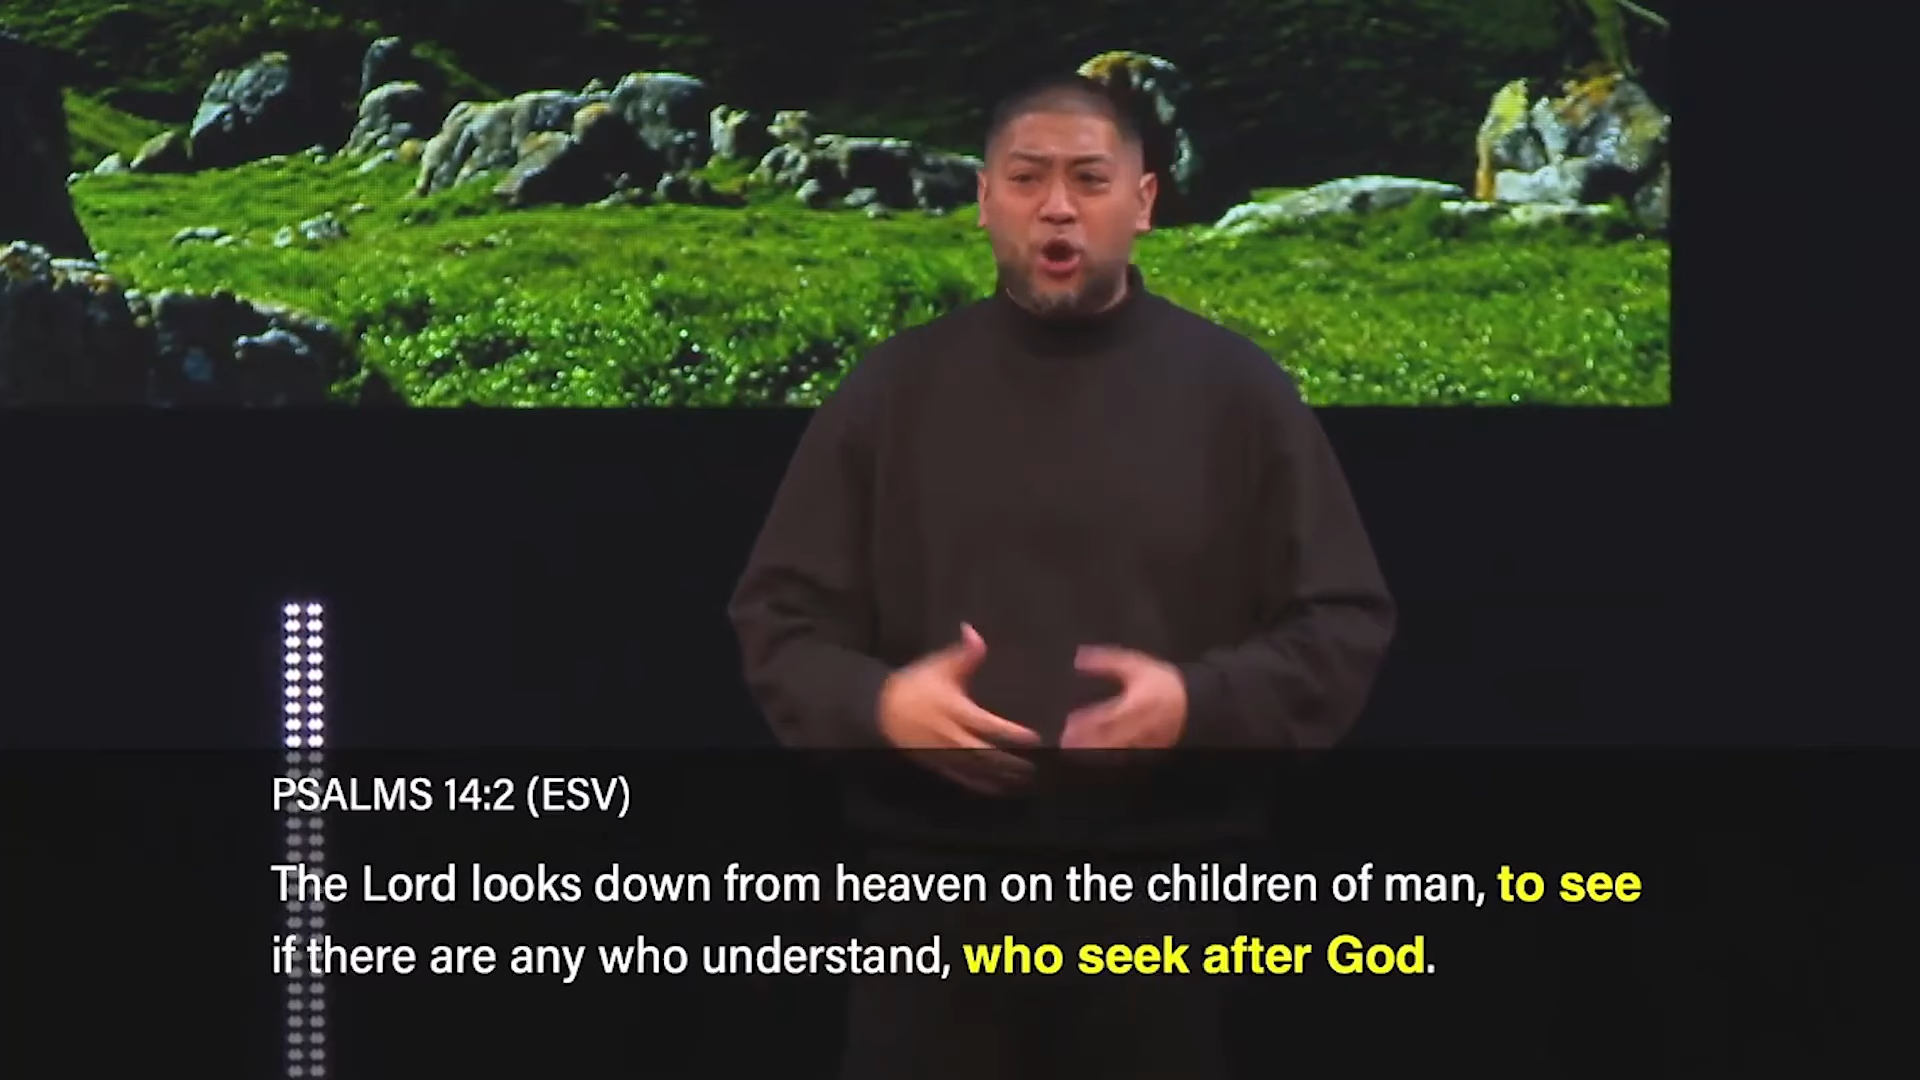 PSALMS 14:2 (ESV)
The Lord looks down from heaven on the children of man, to see
if there are any who understand, who seek after God.